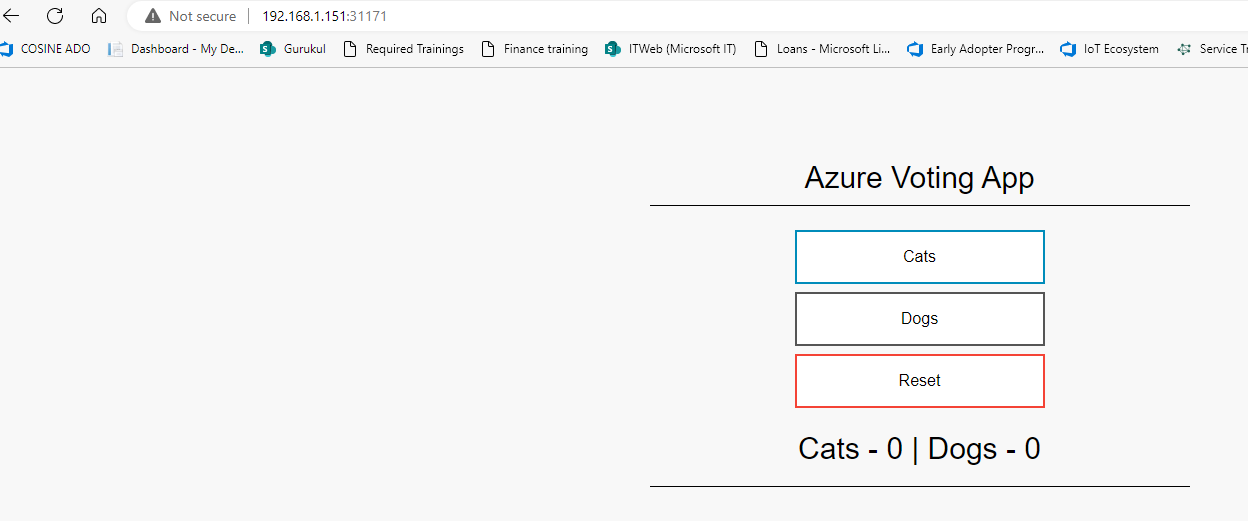 Not secure 192.168.1.151:31171
COSINE ADO Dashboard - My De... Gurukul Required Trainings Finance training ITWeb (Microsoft IT) Loans - Microsoft Li... Early Adopter Progr... IoT Ecosystem Service Tr
Azure Voting App
Cats
Dogs
Reset
Cats - 0 | Dogs - 0